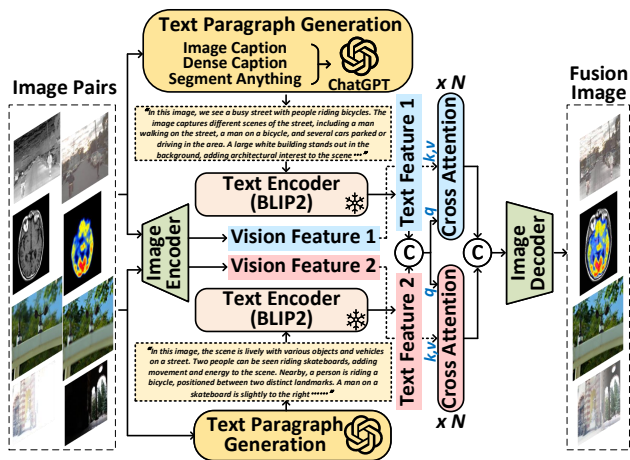 Text Paragraph Generation
Image Caption
Dense Caption
Segment Anything
ChatGPT
Image Pairs
"In this image, we see a busy street with people riding bicycles. The
image captures different scenes of the street, including a man
walking on the street, a man on a bicycle, and several cars parked or
driving in the area. A large white building stands out in the
background, adding architectural interest to the scene ···"
Text Encoder
(BLIP2)
Image
Encoder
Vision Feature 1
Vision Feature 2
Text Encoder
(BLIP2)
"In this image, the scene is lively with various objects and vehicles
on a street. Two people can be seen riding skateboards, adding
movement and energy to the scene. Nearby, a person is riding a
bicycle, positioned between two distinct landmarks. A man on a
skateboard is slightly to the right ······"
Text Paragraph
Generation
Text Feature 1
Text Feature 2
C
x N
k,v
q
Cross Attention
q
k,v
Cross Attention
x N
C
Image
Decoder
Fusion
Image